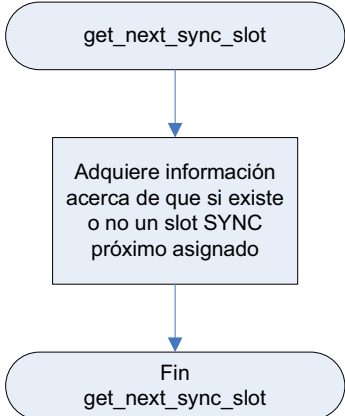 get_next_sync_slot
Adquiere información
acerca de que si existe
o no un slot SYNC
próximo asignado
Fin
get_next_sync_slot